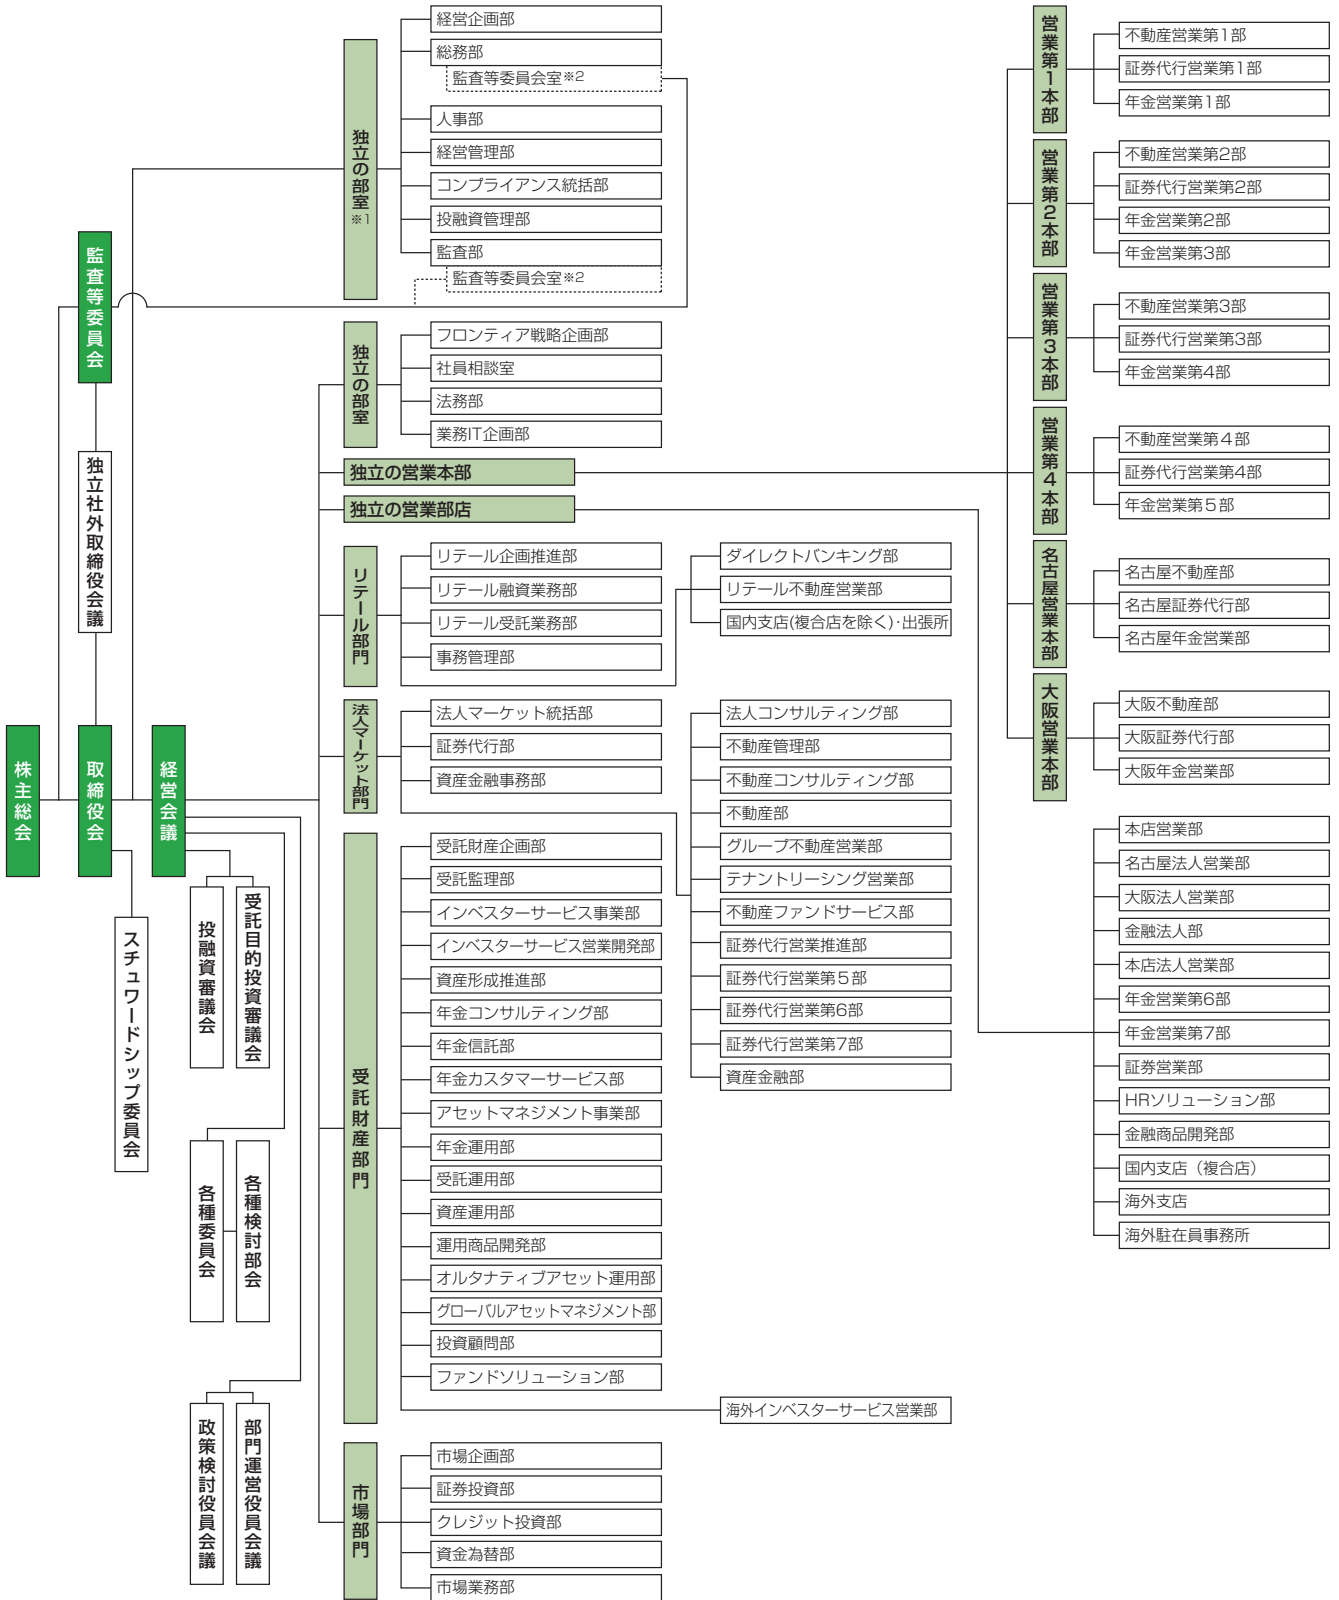 株主総会
監査等委員会
独立社外取締役会議
取締役会
スチュワードシップ委員会
経営会議
投融資審議会
受託目的投資審議会
各種委員会
各種検討部会
政策検討役員会議
部門運営役員会議
独立の部室
※1
経営企画部
総務部
監査等委員会室※2
人事部
経営管理部
コンプライアンス統括部
投融資管理部
監査部
監査等委員会室※2
独立の部室
フロンティア戦略企画部
社員相談室
法務部
業務IT企画部
独立の営業本部
独立の営業部店
リテール部門
リテール企画推進部
リテール融資業務部
リテール受託業務部
事務管理部
ダイレクトバンキング部
リテール不動産営業部
国内支店(複合店を除く)・出張所
法人マーケット部門
法人マーケット統括部
証券代行部
資産金融事務部
法人コンサルティング部
不動産管理部
不動産コンサルティング部
不動産部
グループ不動産営業部
テナントリーシング営業部
不動産ファンドサービス部
証券代行営業推進部
証券代行営業第5部
証券代行営業第6部
証券代行営業第7部
資産金融部
受託財産部門
受託財産企画部
受託監理部
インベスターサービス事業部
インベスターサービス営業開発部
資産形成推進部
年金コンサルティング部
年金信託部
年金カスタマーサービス部
アセットマネジメント事業部
年金運用部
受託運用部
資産運用部
運用商品開発部
オルタナティブアセット運用部
グローバルアセットマネジメント部
投資顧問部
ファンドソリューション部
海外インベスターサービス営業部
市場部門
市場企画部
証券投資部
クレジット投資部
資金為替部
市場業務部
営業第1本部
不動産営業第1部
証券代行営業第1部
年金営業第1部
営業第2本部
不動産営業第2部
証券代行営業第2部
年金営業第2部
年金営業第3部
営業第3本部
不動産営業第3部
証券代行営業第3部
年金営業第4部
営業第4本部
不動産営業第４部
証券代行営業第4部
年金営業第５部
名古屋営業本部
名古屋不動産部
名古屋証券代行部
名古屋年金営業部
大阪営業本部
大阪不動産部
大阪証券代行部
大阪年金営業部
本店営業部
名古屋法人営業部
大阪法人営業部
金融法人部
本店法人営業部
年金営業第6部
年金営業第7部
証券営業部
HRソリューション部
金融商品開発部
国内支店（複合店）
海外支店
海外駐在員事務所